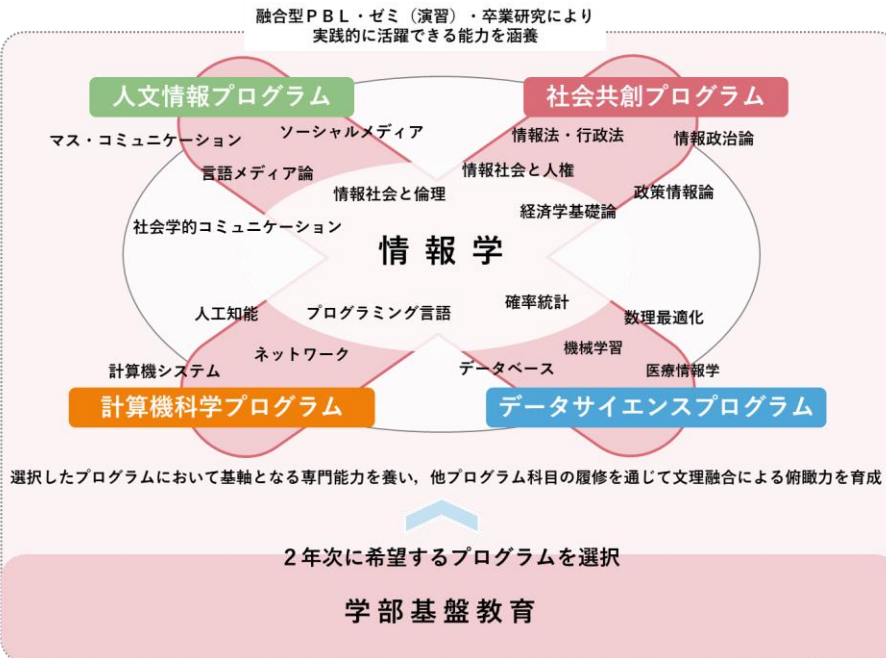 融合型ＰＢＬ・ゼミ（演習）・卒業研究により
実践的に活躍できる能力を涵養
人文情報プログラム
社会共創プログラム
マス・コミュニケーション
ソーシャルメディア
情報法・行政法
情報政治論
言語メディア論
情報社会と倫理
情報社会と人権
政策情報論
社会学的コミュニケーション
経済学基礎論
情報学
人工知能
プログラミング言語
確率統計
数理最適化
ネットワーク
機械学習
計算機システム
データベース
医療情報学
計算機科学プログラム
データサイエンスプログラム
選択したプログラムにおいて基軸となる専門能力を養い，他プログラム科目の履修を通じて文理融合による俯瞰力を育成
２年次に希望するプログラムを選択
学部基盤教育